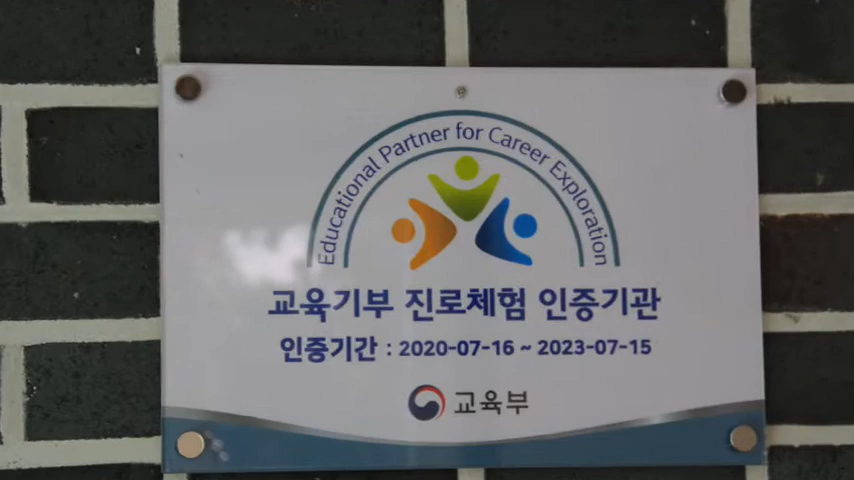 Educational Partner for Career Exploration
교육기부 진로체험 인증기관
인증기간 : 2020-07-16 ~ 2023-07-15
교육부